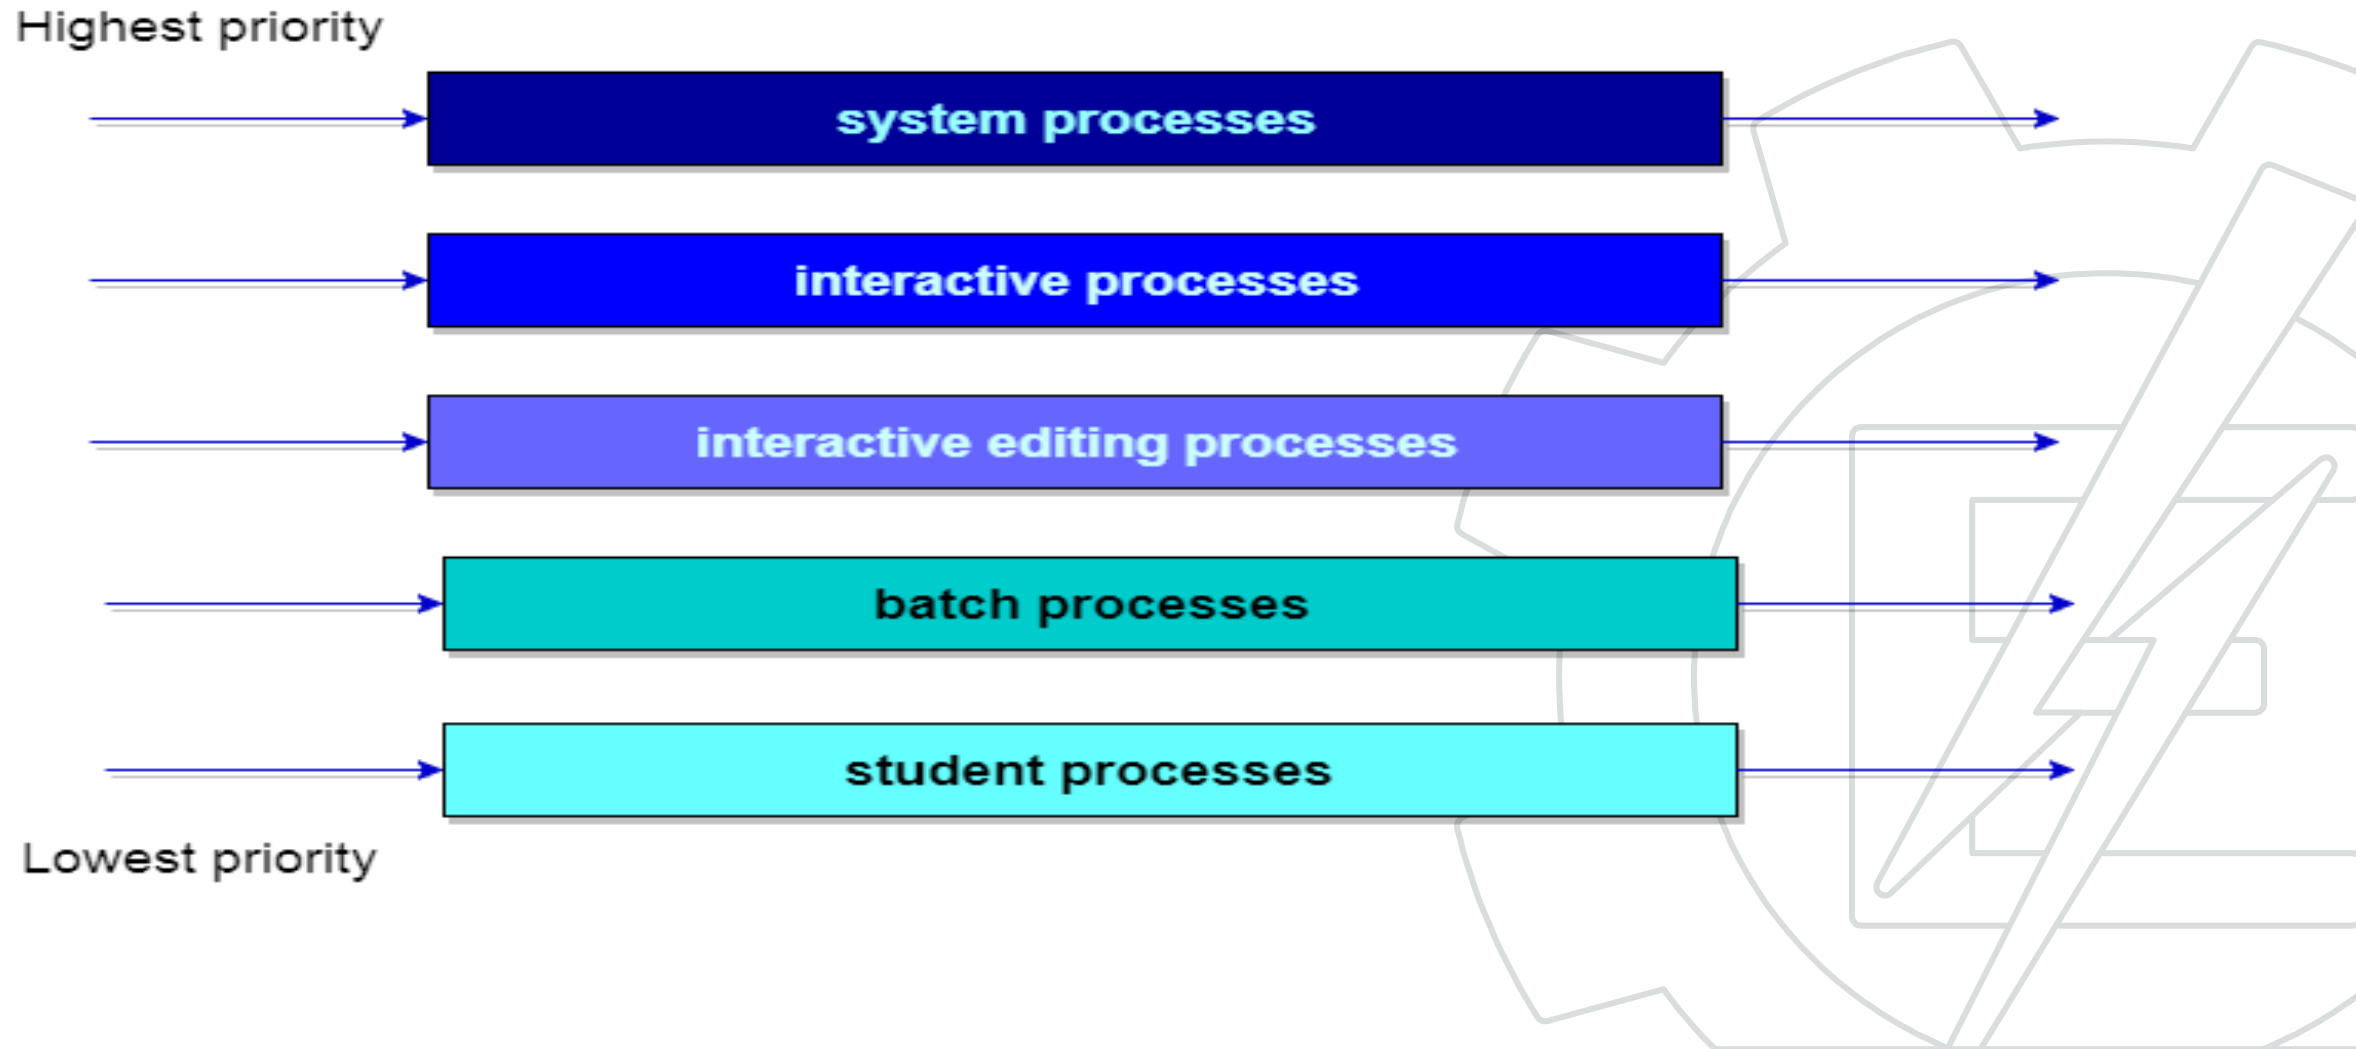 Highest priority
system processes
interactive processes
interactive editing processes
batch processes
student processes
Lowest priority